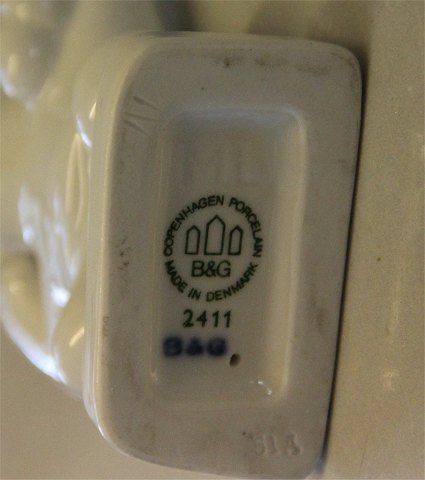 COPENHAGEN PORCELAIN
B&G
MADE IN DENMARK
2411
B&G